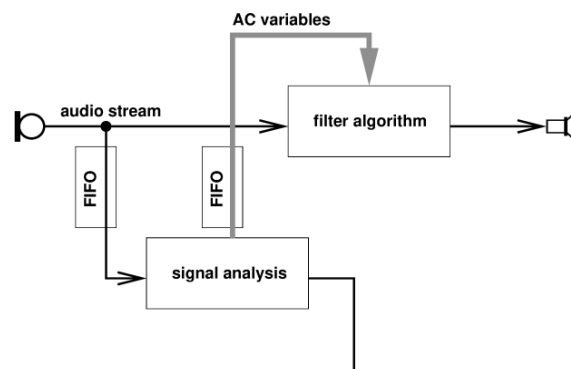 AC variables
audio stream
filter algorithm
FIFO
FIFO
signal analysis